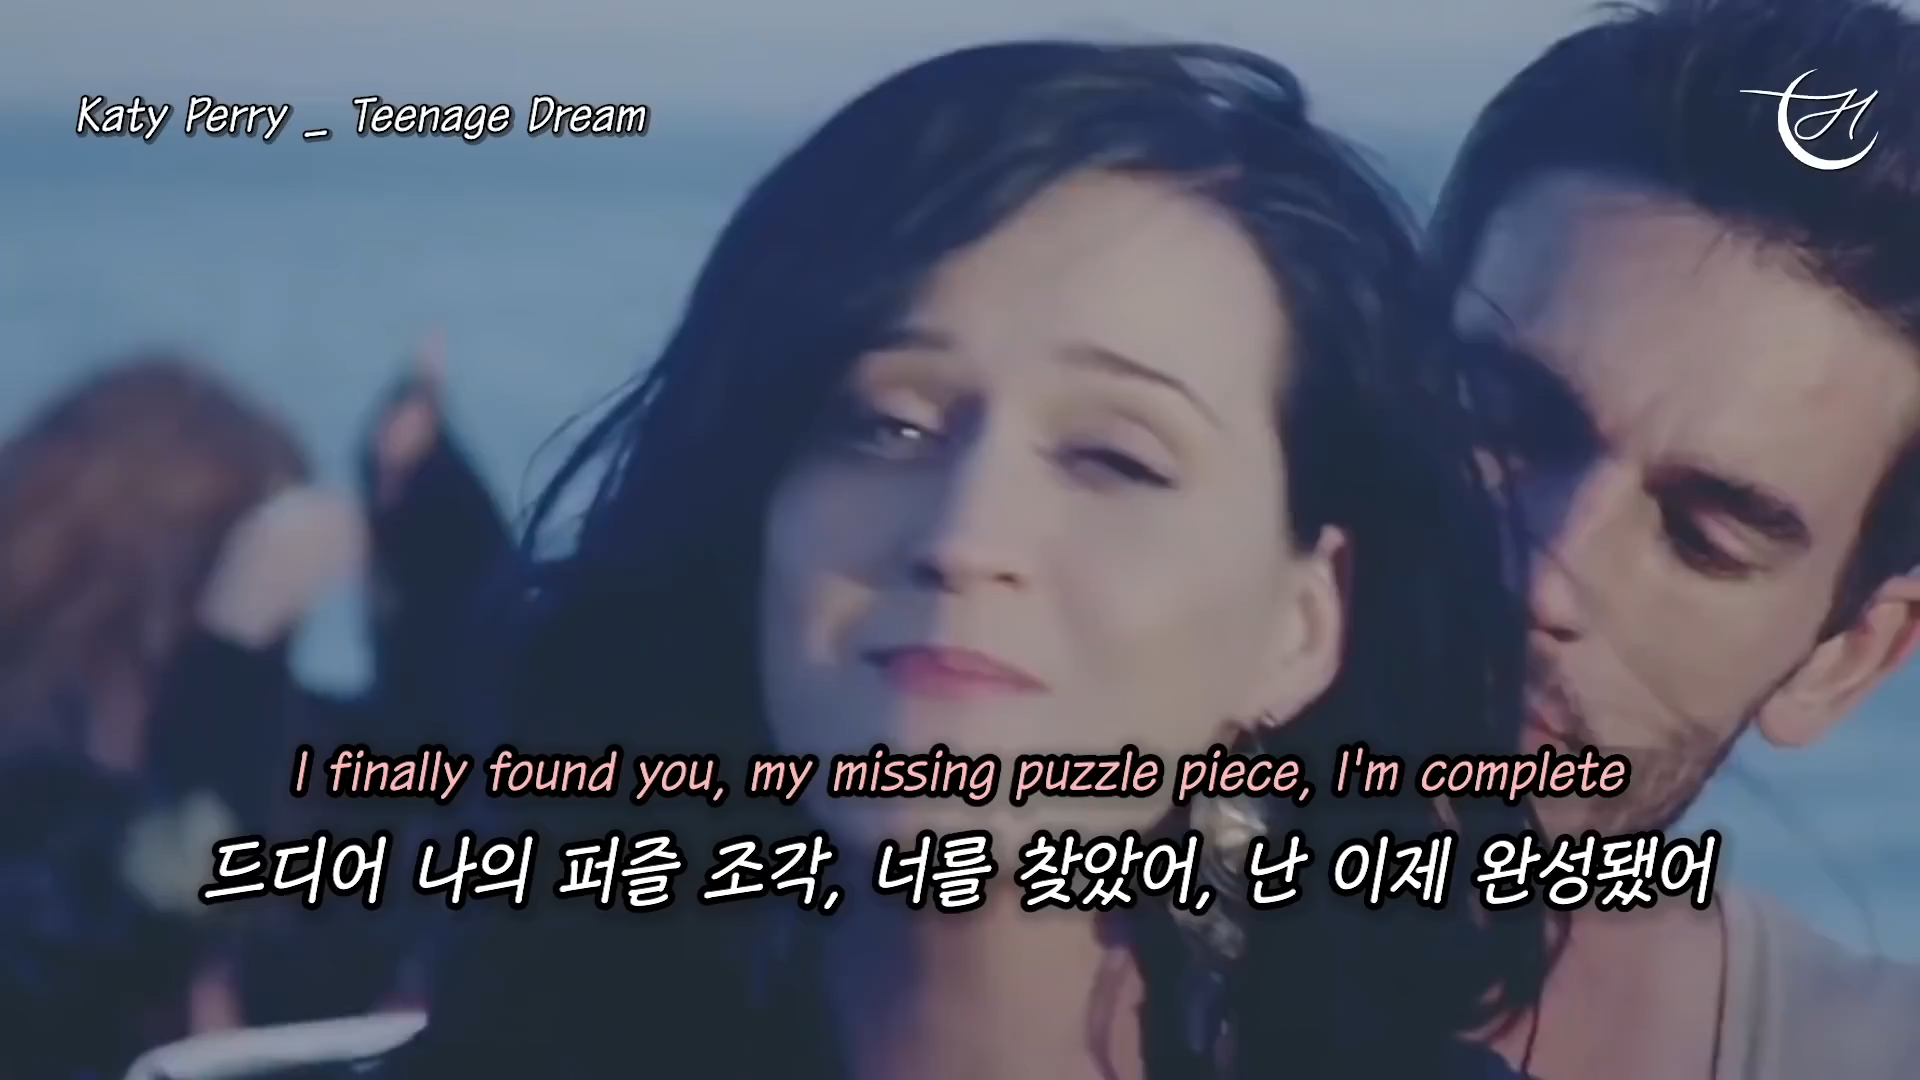 Katy Perry _ Teenage Dream
I finally found you, my missing puzzle piece, I'm complete
드디어 나의 퍼즐 조각, 너를 찾았어, 난 이제 완성됐어